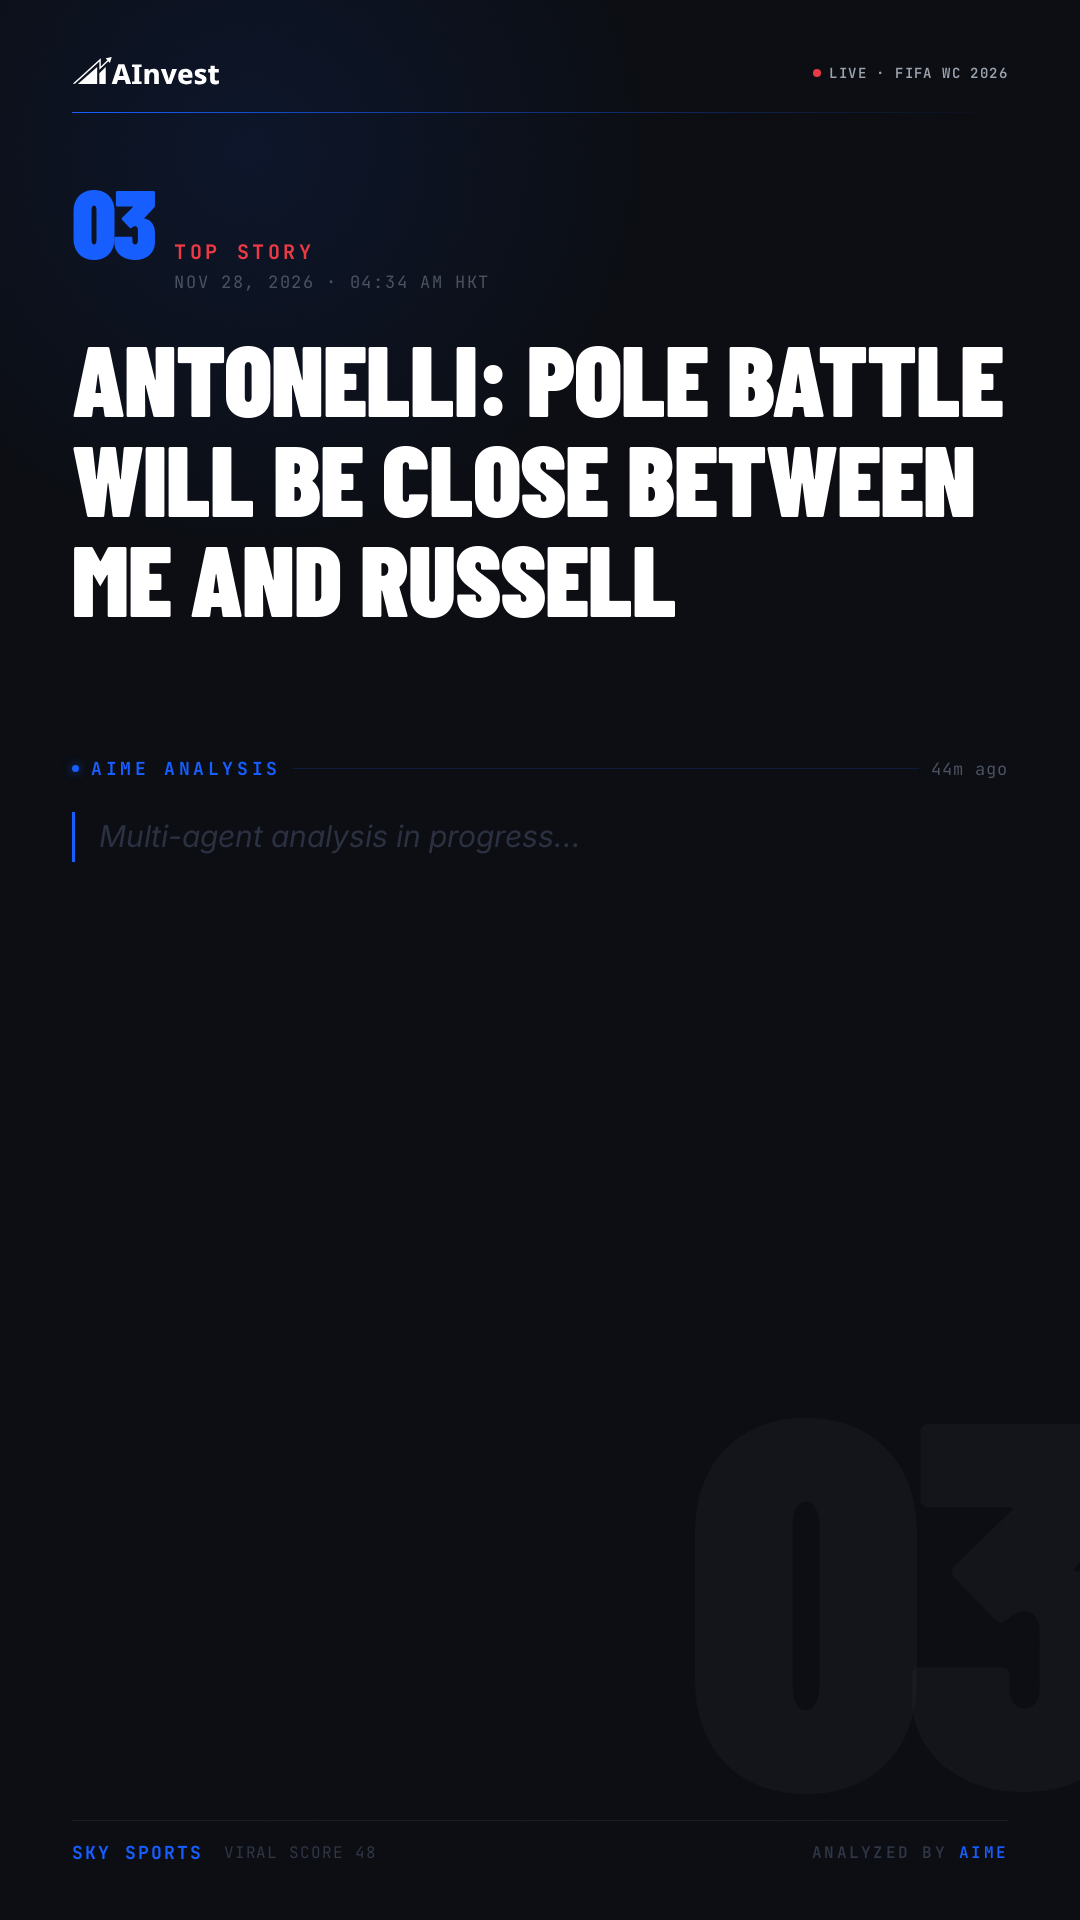 AInvest
LIVE · FIFA WC 2026
03
TOP STORY
NOV 28, 2026 · 04:34 AM HKT
ANTONELLI: POLE BATTLE
WILL BE CLOSE BETWEEN
ME AND RUSSELL
AIME ANALYSIS
44m ago
Multi-agent analysis in progress...
03
SKY SPORTS
VIRAL SCORE 48
ANALYZED BY AIME